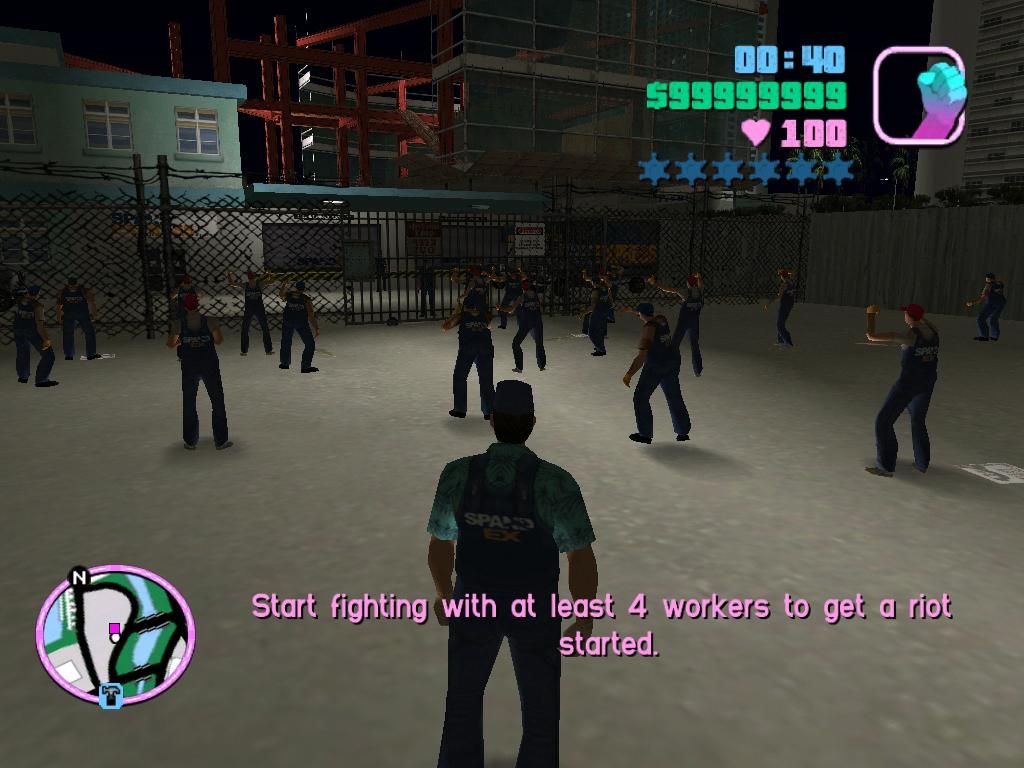 00:40
$99999999
100
SPAND
EX
N
Start fighting with at least 4 workers to get a riot
started.